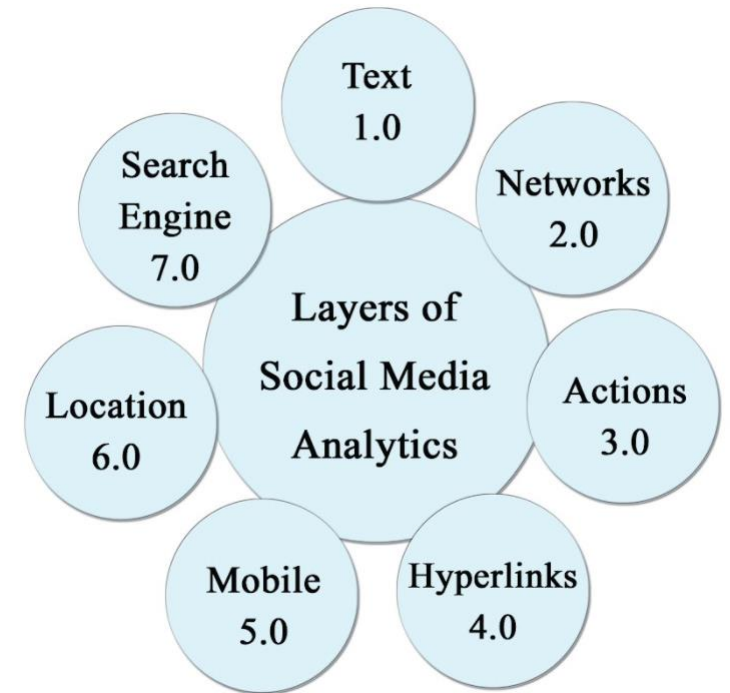 Text
1.0
Networks
2.0
Actions
3.0
Hyperlinks
4.0
Mobile
5.0
Location
6.0
Search
Engine
7.0
Layers of
Social Media
Analytics